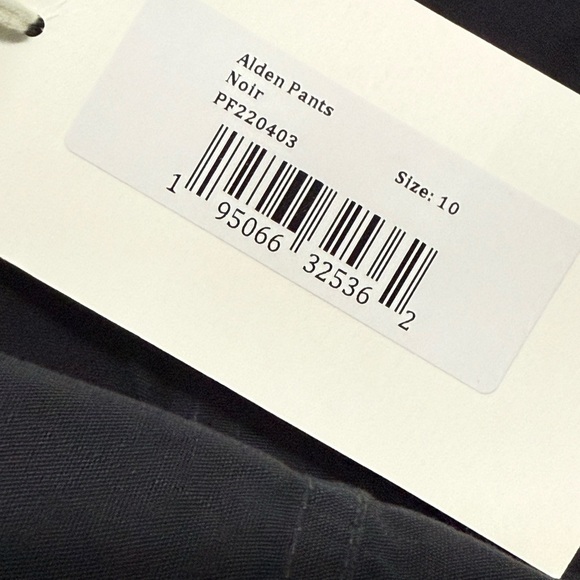 Alden Pants
Noir
PF220403
Size: 10
1 95066 32536 2